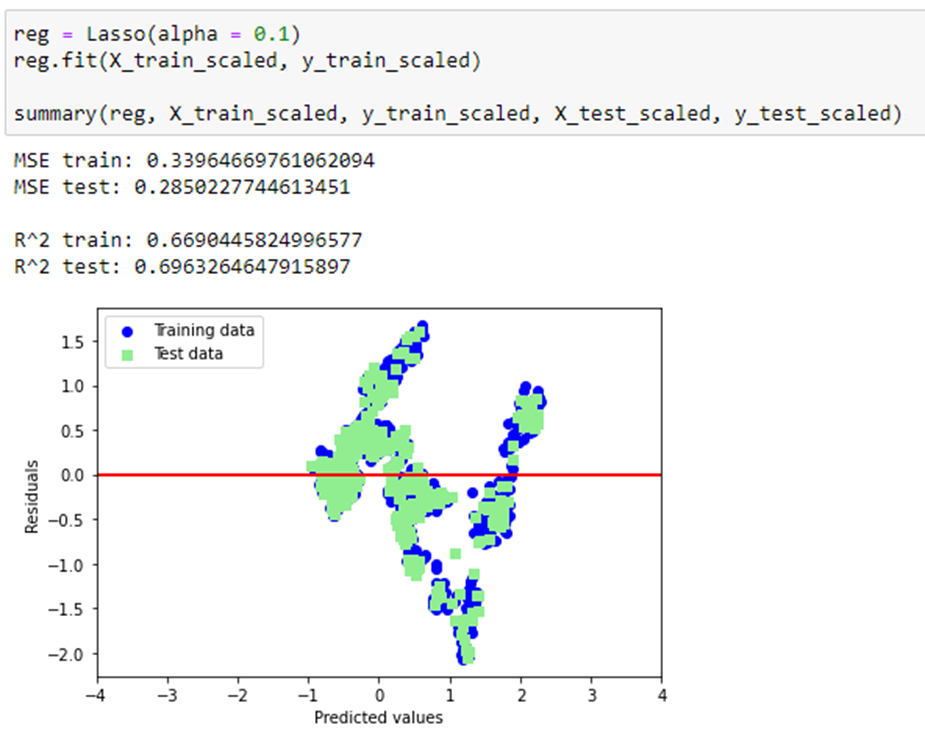 reg = Lasso(alpha = 0.1)
reg.fit(X_train_scaled, y_train_scaled)
summary(reg, X_train_scaled, y_train_scaled, X_test_scaled, y_test_scaled)
MSE train: 0.33964669761062094
MSE test: 0.2850227744613451
R^2 train: 0.6690445824996577
R^2 test: 0.6963264647915897
Training data
Test data
1.5
1.0
0.5
0.0
−0.5
−1.0
−1.5
−2.0
Residuals
−4 −3 −2 −1 0 1 2 3 4
Predicted values